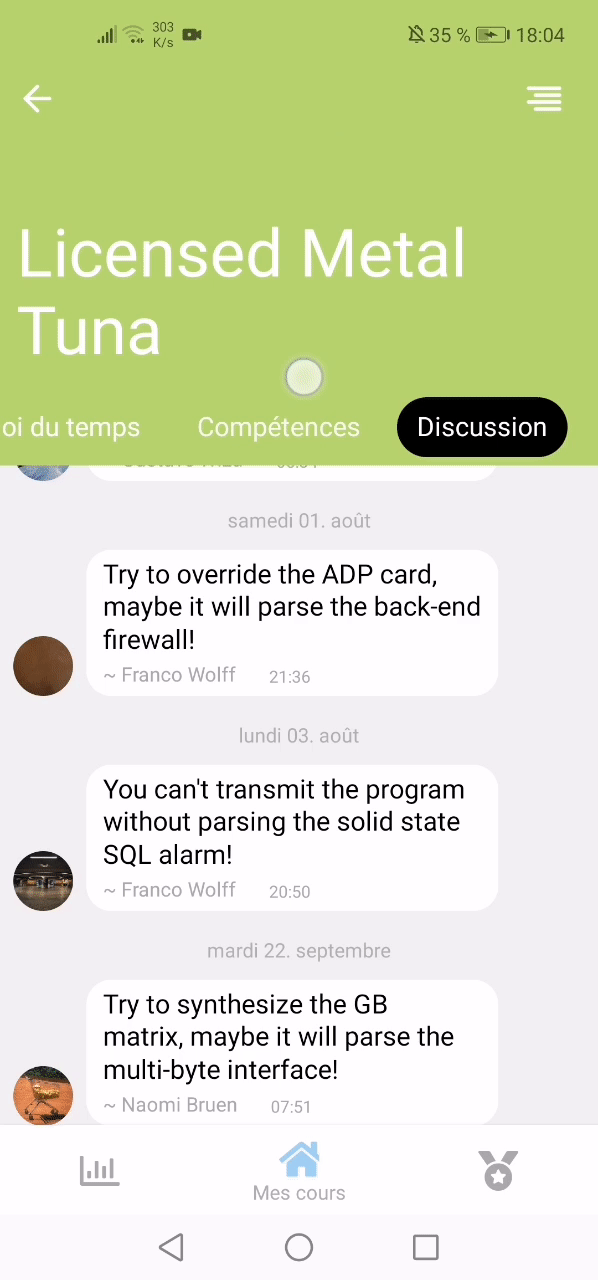 303
K/s
35 %
18:04
Licensed Metal
Tuna
oi du temps
Compétences
Discussion
samedi 01. août
Try to override the ADP card,
maybe it will parse the back-end
firewall!
~ Franco Wolff 21:36
lundi 03. août
You can't transmit the program
without parsing the solid state
SQL alarm!
~ Franco Wolff 20:50
mardi 22. septembre
Try to synthesize the GB
matrix, maybe it will parse the
multi-byte interface!
~ Naomi Bruen 07:51
Mes cours